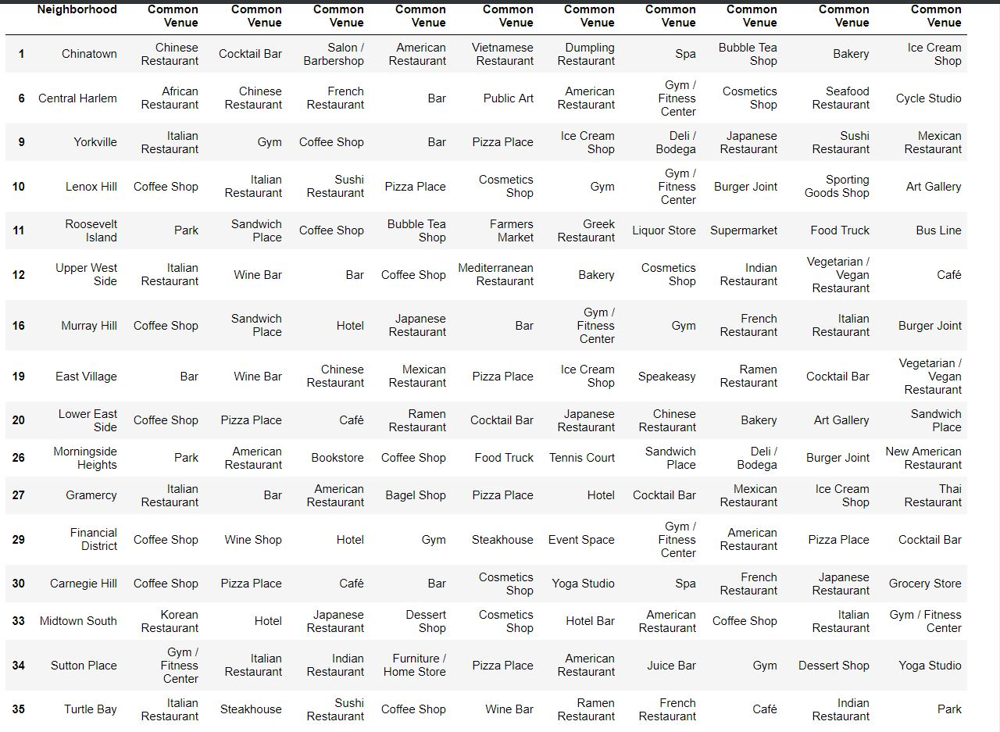 Neighborhood Common Venue Common Venue Common Venue Common Venue Common Venue Common Venue Common Venue Common Venue Common Venue Common Venue
1 Chinatown Chinese Restaurant Cocktail Bar Salon / Barbershop American Restaurant Vietnamese Restaurant Dumpling Restaurant Spa Bubble Tea Shop Bakery Ice Cream Shop
6 Central Harlem African Restaurant Chinese Restaurant French Restaurant Bar Public Art American Restaurant Gym / Fitness Center Cosmetics Shop Seafood Restaurant Cycle Studio
9 Yorkville Italian Restaurant Gym Coffee Shop Bar Pizza Place Ice Cream Shop Deli / Bodega Japanese Restaurant Sushi Restaurant Mexican Restaurant
10 Lenox Hill Coffee Shop Italian Restaurant Sushi Restaurant Pizza Place Cosmetics Shop Gym Gym / Fitness Center Burger Joint Sporting Goods Shop Art Gallery
11 Roosevelt Island Park Sandwich Place Coffee Shop Bubble Tea Shop Farmers Market Greek Restaurant Liquor Store Supermarket Food Truck Bus Line
12 Upper West Side Italian Restaurant Wine Bar Bar Coffee Shop Mediterranean Restaurant Bakery Cosmetics Shop Indian Restaurant Vegetarian / Vegan Restaurant Café
16 Murray Hill Coffee Shop Sandwich Place Hotel Japanese Restaurant Bar Gym / Fitness Center Gym French Restaurant Italian Restaurant Burger Joint
19 East Village Bar Wine Bar Chinese Restaurant Mexican Restaurant Pizza Place Ice Cream Shop Speakeasy Ramen Restaurant Cocktail Bar Vegetarian / Vegan Restaurant
20 Lower East Side Coffee Shop Pizza Place Café Ramen Restaurant Cocktail Bar Japanese Restaurant Chinese Restaurant Bakery Art Gallery Sandwich Place
26 Morningside Heights Park American Restaurant Bookstore Coffee Shop Food Truck Tennis Court Sandwich Place Deli / Bodega Burger Joint New American Restaurant
27 Gramercy Italian Restaurant Bar American Restaurant Bagel Shop Pizza Place Hotel Cocktail Bar Mexican Restaurant Ice Cream Shop Thai Restaurant
29 Financial District Coffee Shop Wine Shop Hotel Gym Steakhouse Event Space Gym / Fitness Center American Restaurant Pizza Place Cocktail Bar
30 Carnegie Hill Coffee Shop Pizza Place Café Bar Cosmetics Shop Yoga Studio Spa French Restaurant Japanese Restaurant Grocery Store
33 Midtown South Korean Restaurant Hotel Japanese Restaurant Dessert Shop Cosmetics Shop Hotel Bar American Restaurant Coffee Shop Italian Restaurant Gym / Fitness Center
34 Sutton Place Gym / Fitness Center Italian Restaurant Indian Restaurant Furniture / Home Store Pizza Place American Restaurant Juice Bar Gym Dessert Shop Yoga Studio
35 Turtle Bay Italian Restaurant Steakhouse Sushi Restaurant Coffee Shop Wine Bar Ramen Restaurant French Restaurant Café Indian Restaurant Park